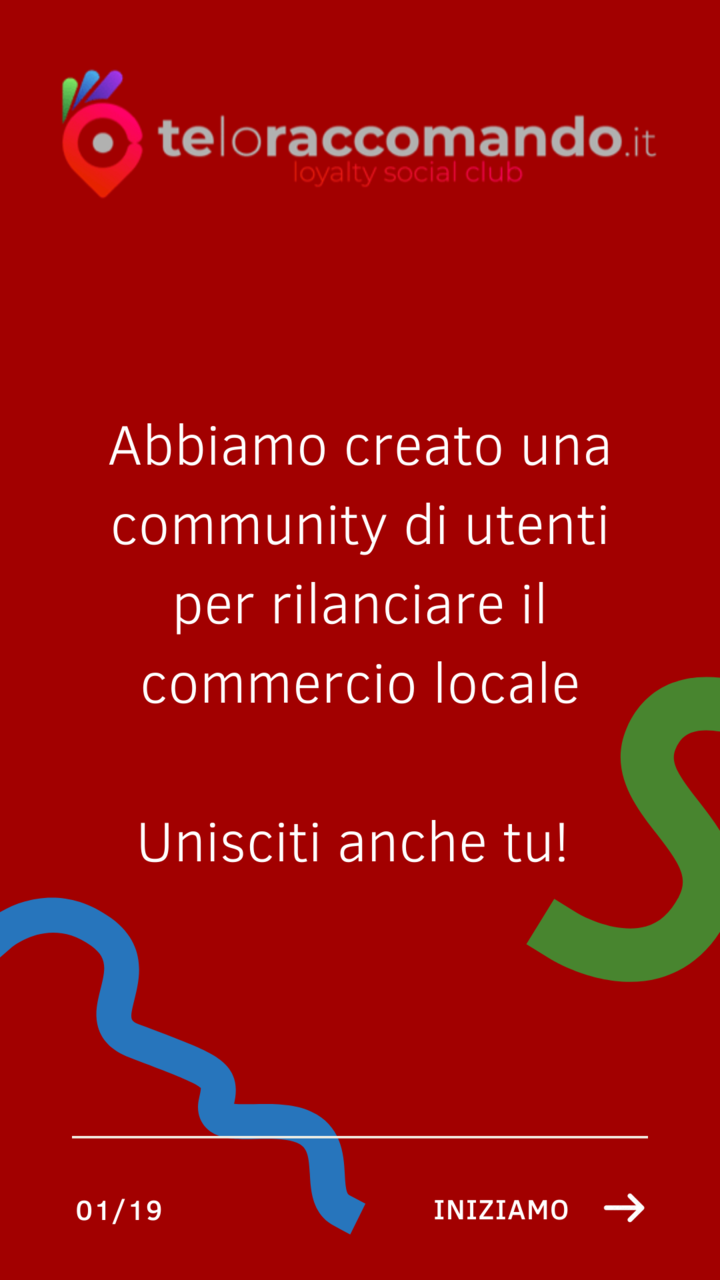 teloraccomando.it
loyalty social club
Abbiamo creato una
community di utenti
per rilanciare il
commercio locale
Unisciti anche tu!
01/19
INIZIAMO